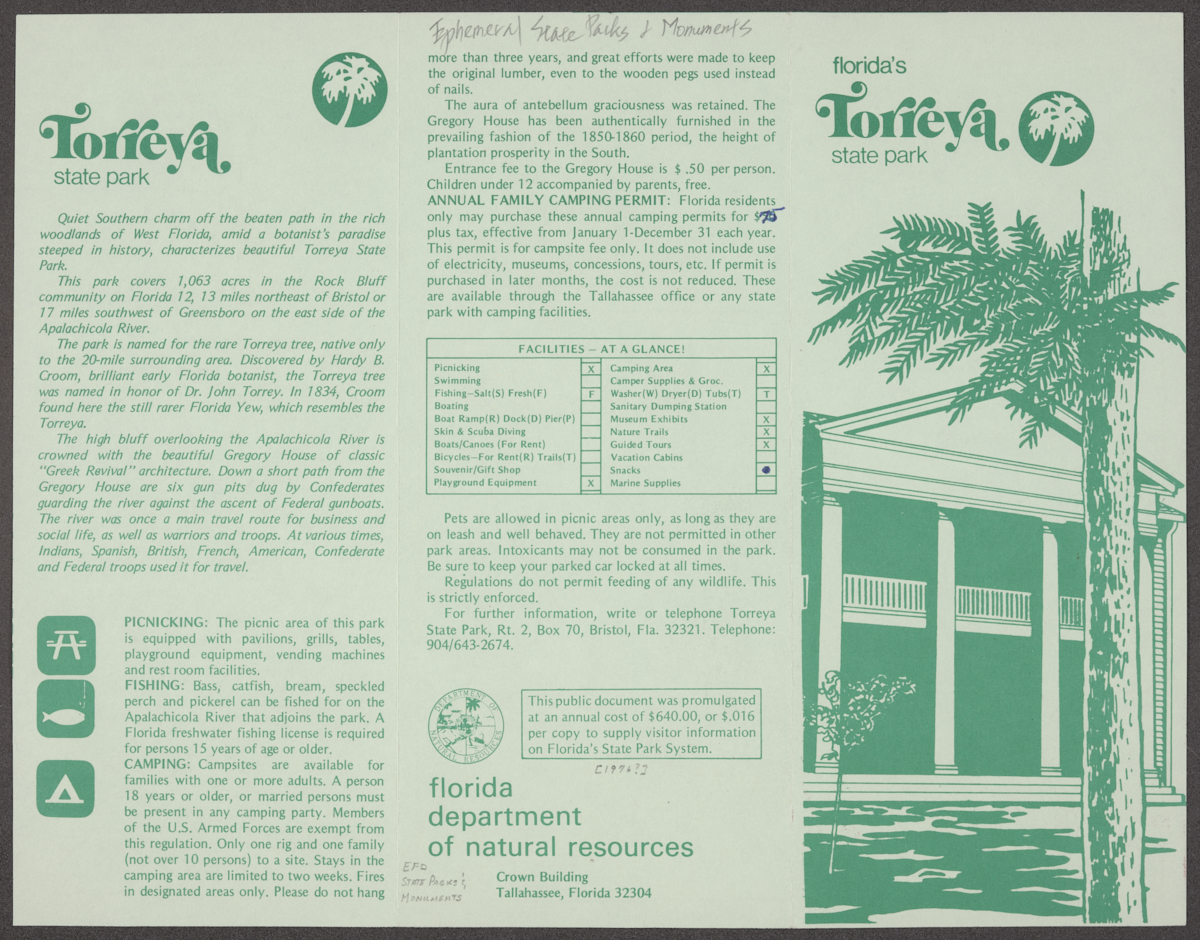 Torreya
state park
Quiet Southern charm off the beaten path in the rich
woodlands of West Florida, amid a botanist's paradise
steeped in history, characterizes beautiful Torreya State
Park.
This park covers 1,063 acres in the Rock Bluff
community on Florida 12, 13 miles northeast of Bristol or
17 miles southwest of Greensboro on the east side of the
Apalachicola River.
The park is named for the rare Torreya tree, native only
to the 20-mile surrounding area. Discovered by Hardy B.
Croom, brilliant early Florida botanist, the Torreya tree
was named in honor of Dr. John Torrey. In 1834, Croom
found here the still rarer Florida Yew, which resembles the
Torreya.
The high bluff overlooking the Apalachicola River is
crowned with the beautiful Gregory House of classic
"Greek Revival" architecture. Down a short path from the
Gregory House are six gun pits dug by Confederates
guarding the river against the ascent of Federal gunboats.
The river was once a main travel route for business and
social life, as well as warriors and troops. At various times,
Indians, Spanish, British, French, American, Confederate
and Federal troops used it for travel.
PICNICKING: The picnic area of this park
is equipped with pavilions, grills, tables,
playground equipment, vending machines
and rest room facilities.
FISHING: Bass, catfish, bream, speckled
perch and pickerel can be fished for on the
Apalachicola River that adjoins the park. A
Florida freshwater fishing license is required
for persons 15 years of age or older.
CAMPING: Campsites are available for
families with one or more adults. A person
18 years or older, or married persons must
be present in any camping party. Members
of the U.S. Armed Forces are exempt from
this regulation. Only one rig and one family
(not over 10 persons) to a site. Stays in the
camping area are limited to two weeks. Fires
in designated areas only. Please do not hang
Ephemeral State Parks & Monuments
more than three years, and great efforts were made to keep
the original lumber, even to the wooden pegs used instead
of nails.
The aura of antebellum graciousness was retained. The
Gregory House has been authentically furnished in the
prevailing fashion of the 1850-1860 period, the height of
plantation prosperity in the South.
Entrance fee to the Gregory House is $ .50 per person.
Children under 12 accompanied by parents, free.
ANNUAL FAMILY CAMPING PERMIT: Florida residents
only may purchase these annual camping permits for $75
plus tax, effective from January 1-December 31 each year.
This permit is for campsite fee only. It does not include use
of electricity, museums, concessions, tours, etc. If permit is
purchased in later months, the cost is not reduced. These
are available through the Tallahassee office or any state
park with camping facilities.
FACILITIES – AT A GLANCE!
Picnicking X Camping Area X
Swimming Camper Supplies & Groc.
Fishing—Salt(S) Fresh(F) F Washer(W) Dryer(D) Tubs(T) T
Boating Sanitary Dumping Station
Boat Ramp(R) Dock(D) Pier(P) Museum Exhibits X
Skin & Scuba Diving Nature Trails X
Boats/Canoes (For Rent) Guided Tours X
Bicycles—For Rent(R) Trails(T) Vacation Cabins
Souvenir/Gift Shop Snacks
Playground Equipment X Marine Supplies
Pets are allowed in picnic areas only, as long as they are
on leash and well behaved. They are not permitted in other
park areas. Intoxicants may not be consumed in the park.
Be sure to keep your parked car locked at all times.
Regulations do not permit feeding of any wildlife. This
is strictly enforced.
For further information, write or telephone Torreya
State Park, Rt. 2, Box 70, Bristol, Fla. 32321. Telephone:
904/643-2674.
DEPARTMENT OF
NATURAL RESOURCES
This public document was promulgated
at an annual cost of $640.00, or $.016
per copy to supply visitor information
on Florida's State Park System.
[1976?]
florida
department
of natural resources
EPD
STATE PARKS &
MONUMENTS
Crown Building
Tallahassee, Florida 32304
florida's
Torreya
state park